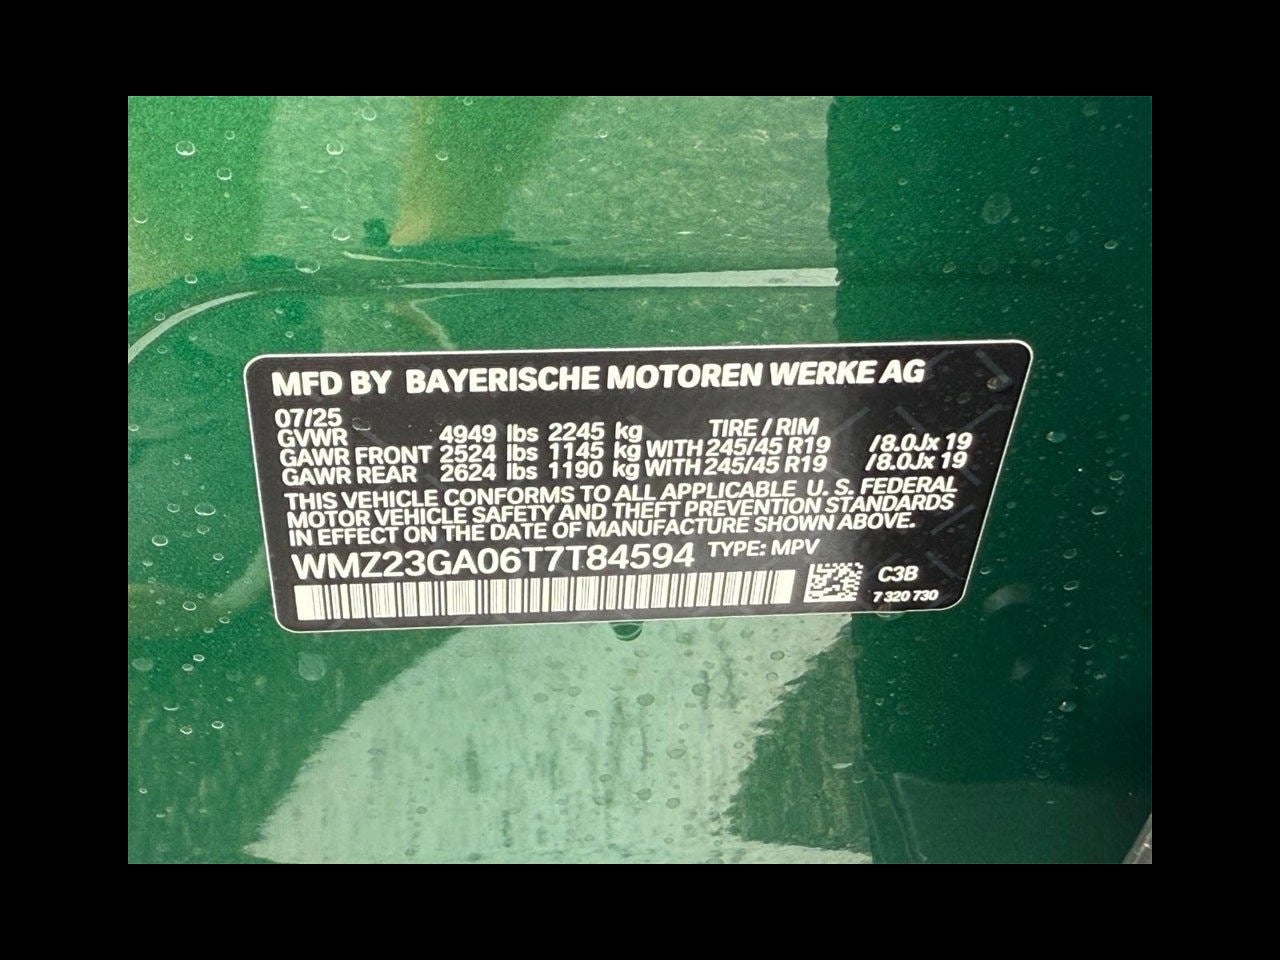 MFD BY BAYERISCHE MOTOREN WERKE AG
07/25
GVWR 4949 lbs 2245 kg TIRE / RIM
GAWR FRONT 2524 lbs 1145 kg WITH 245/45 R19 /8.0Jx 19
GAWR REAR 2624 lbs 1190 kg WITH 245/45 R19 /8.0Jx 19
THIS VEHICLE CONFORMS TO ALL APPLICABLE U. S. FEDERAL
MOTOR VEHICLE SAFETY AND THEFT PREVENTION STANDARDS
IN EFFECT ON THE DATE OF MANUFACTURE SHOWN ABOVE.
WMZ23GA06T7T84594 TYPE: MPV
C3B
7 320 730